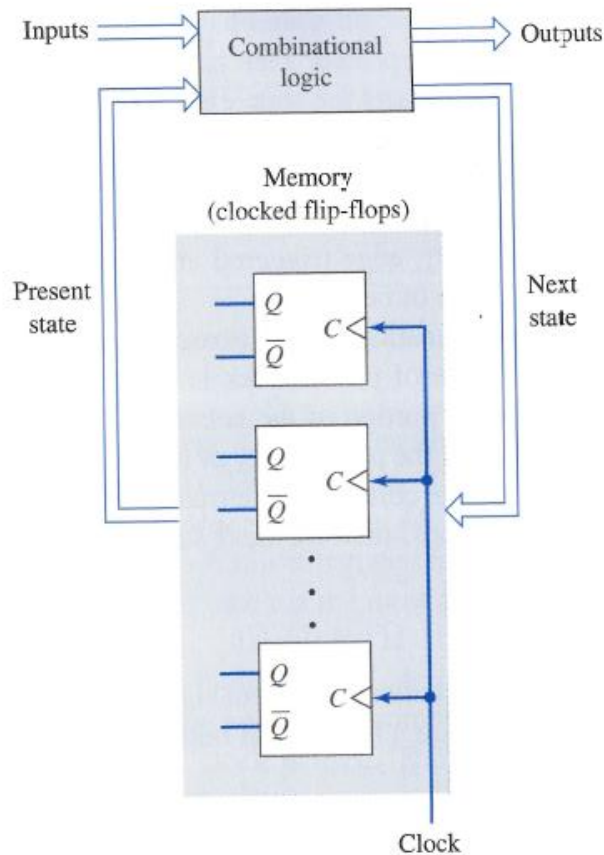 Inputs
Combinational
logic
Outputs
Memory
(clocked flip-flops)
Present
state
Next
state
Q
C
Q̅
Q
C
Q̅
Q
C
Q̅
Clock